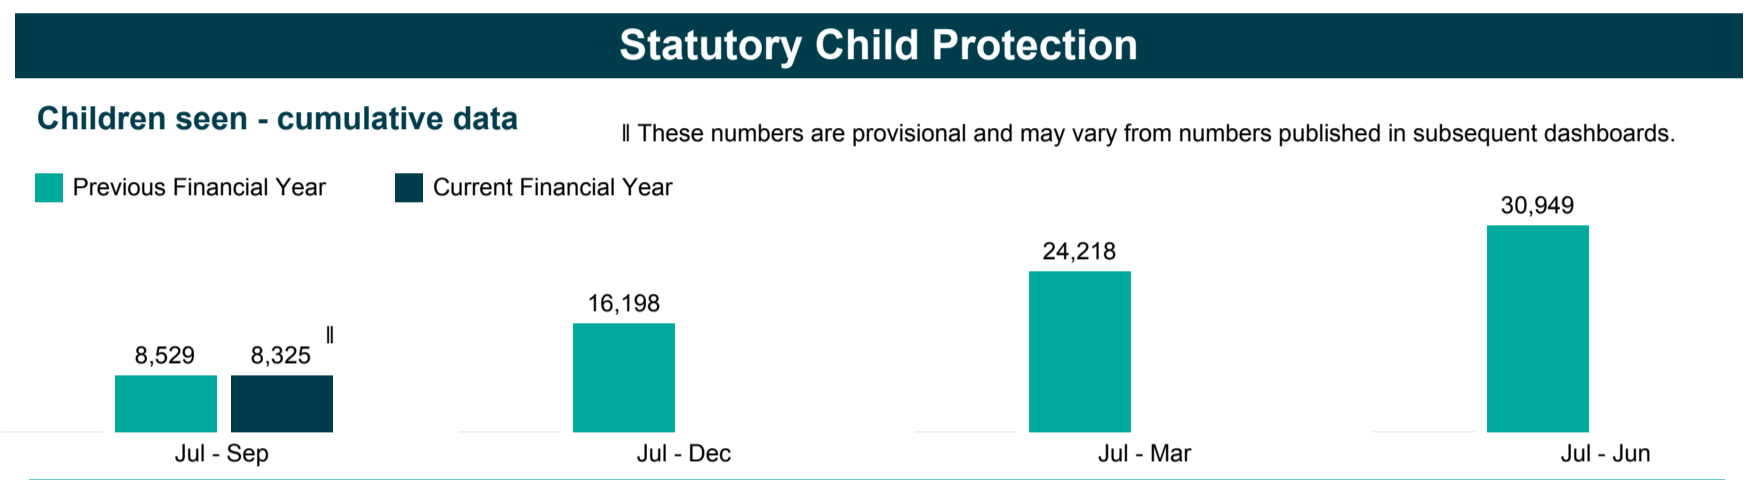 Statutory Child Protection
Children seen - cumulative data
ǁ These numbers are provisional and may vary from numbers published in subsequent dashboards.
Previous Financial Year
Current Financial Year
8,529
8,325
ǁ
16,198
24,218
30,949
Jul - Sep
Jul - Dec
Jul - Mar
Jul - Jun